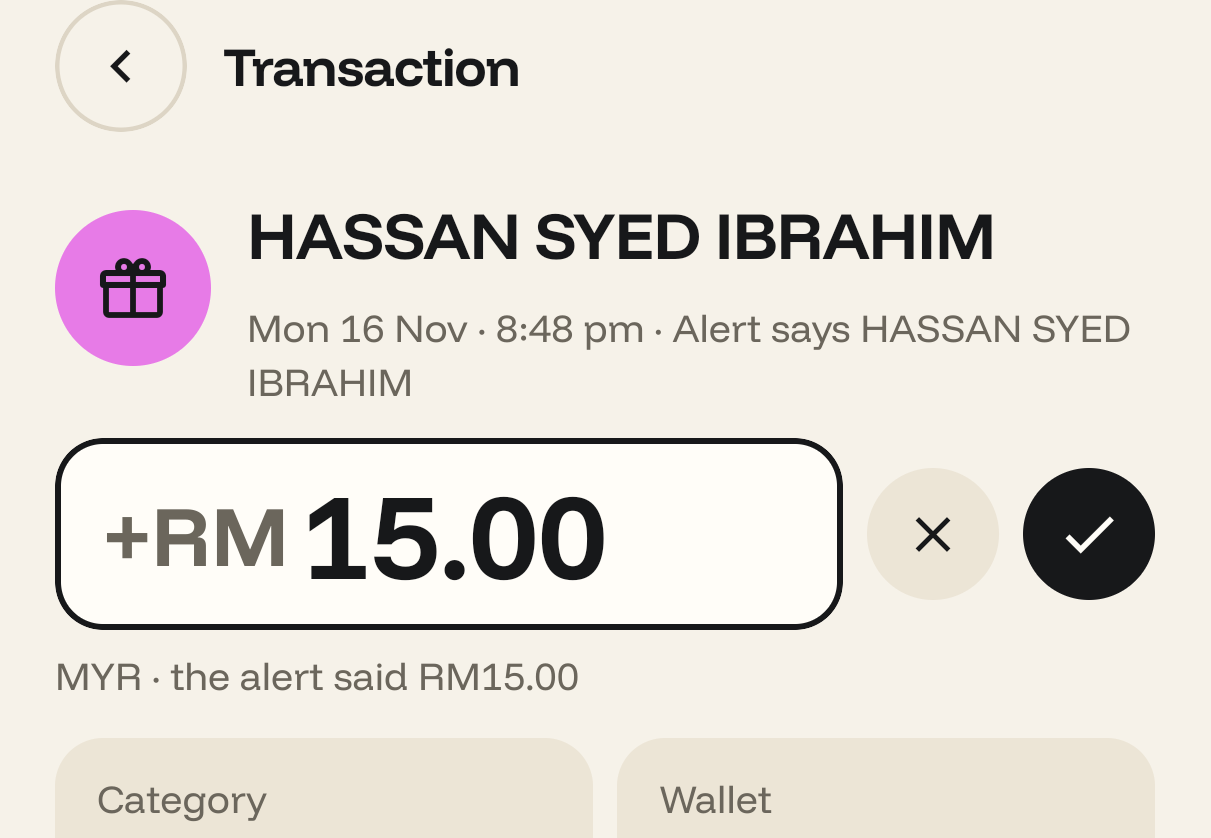 Transaction
HASSAN SYED IBRAHIM
Mon 16 Nov · 8:48 pm · Alert says HASSAN SYED
IBRAHIM
+RM 15.00
MYR · the alert said RM15.00
Category
Wallet